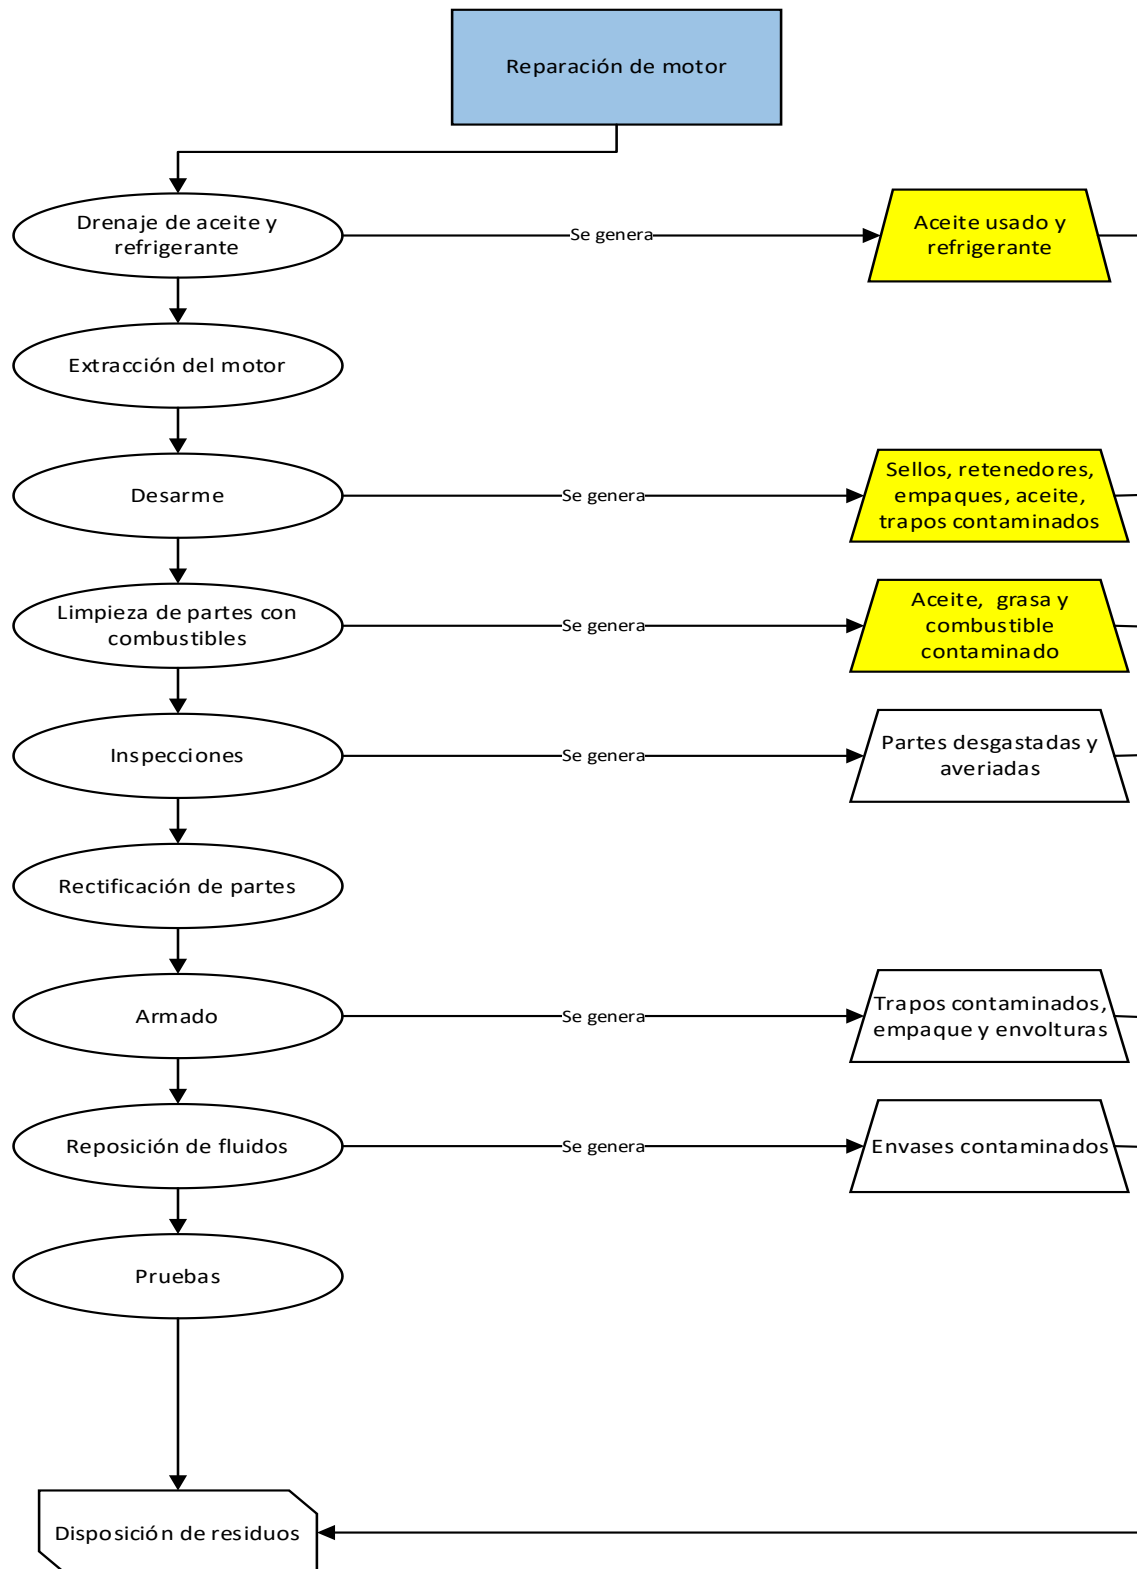 Reparación de motor
Drenaje de aceite y
refrigerante
Se genera
Aceite usado y
refrigerante
Extracción del motor
Desarme
Se genera
Sellos, retenedores,
empaques, aceite,
trapos contaminados
Limpieza de partes con
combustibles
Se genera
Aceite, grasa y
combustible
contaminado
Inspecciones
Se genera
Partes desgastadas y
averiadas
Rectificación de partes
Armado
Se genera
Trapos contaminados,
empaque y envolturas
Reposición de fluidos
Se genera
Envases contaminados
Pruebas
Disposición de residuos